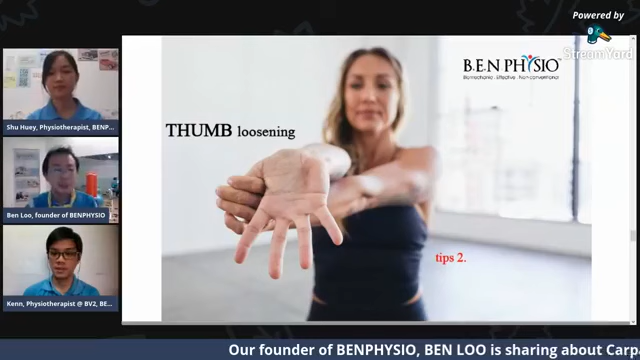 Powered by
StreamYard
B.E.N PHYSIO
Biomechanic . Effective . Non-conventional
THUMB loosening
tips 2.
Shu Huey, Physiotherapist, BENP...
Ben Loo, founder of BENPHYSIO
Kenn, Physiotherapist @ BV2, BE...
Our founder of BENPHYSIO, BEN LOO is sharing about Carp